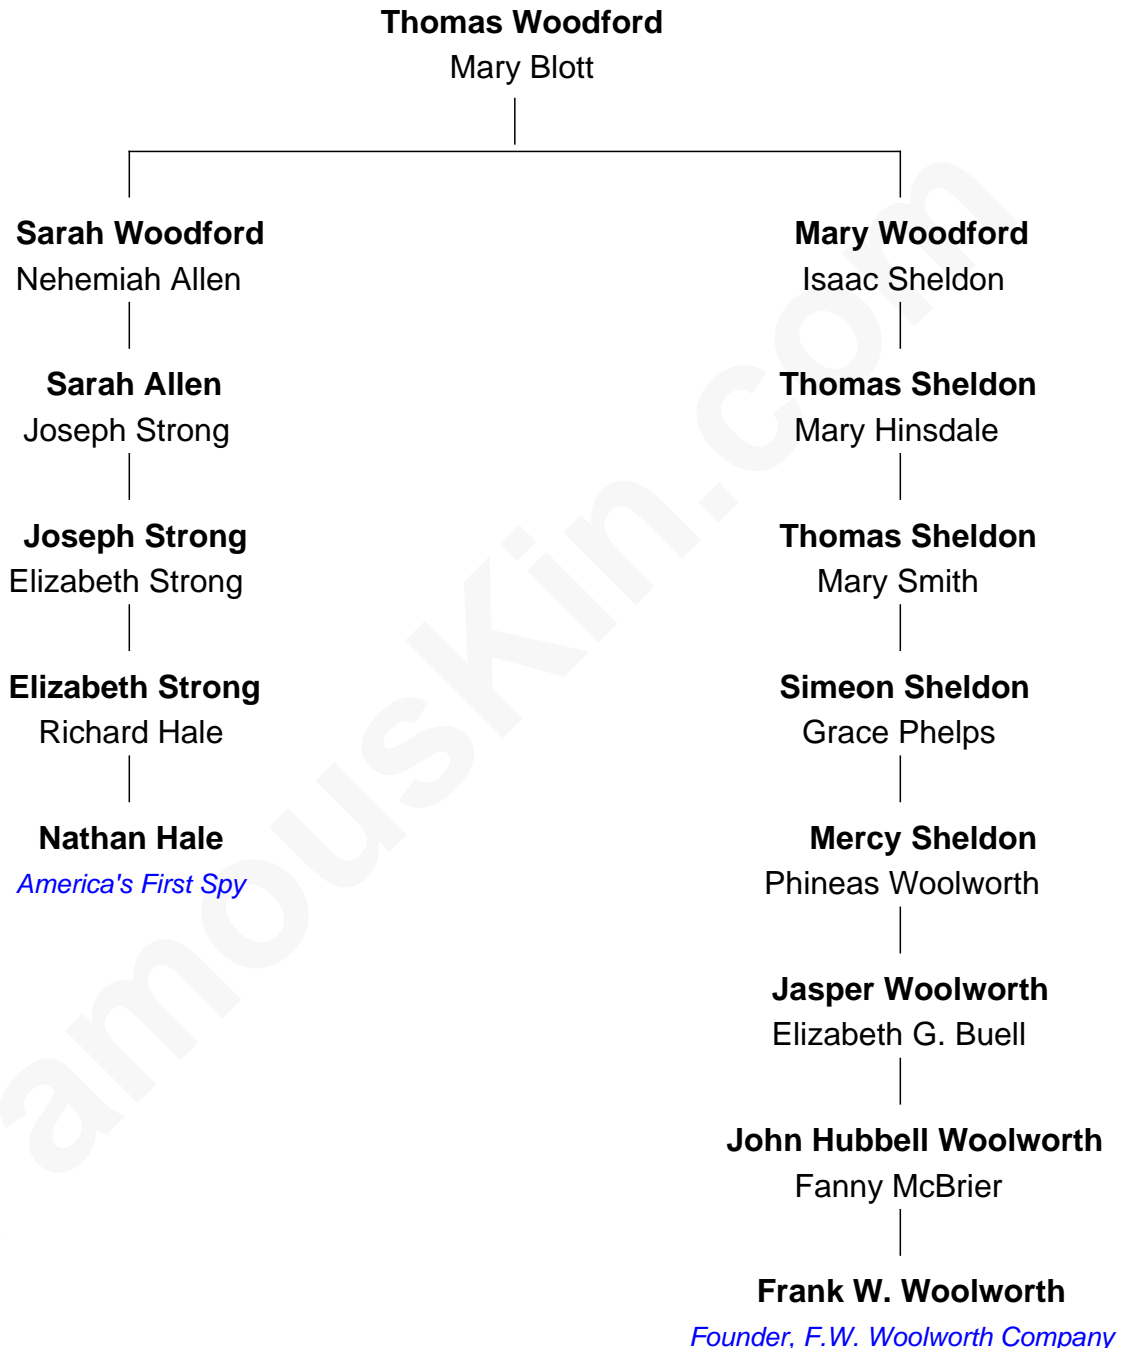 Thomas Woodford
Mary Blott
Sarah Woodford
Nehemiah Allen
Mary Woodford
Isaac Sheldon
Sarah Allen
Joseph Strong
Thomas Sheldon
Mary Hinsdale
Joseph Strong
Elizabeth Strong
Thomas Sheldon
Mary Smith
Elizabeth Strong
Richard Hale
Simeon Sheldon
Grace Phelps
Nathan Hale
America's First Spy
Mercy Sheldon
Phineas Woolworth
Jasper Woolworth
Elizabeth G. Buell
John Hubbell Woolworth
Fanny McBrier
Frank W. Woolworth
Founder, F.W. Woolworth Company
amousKin.com